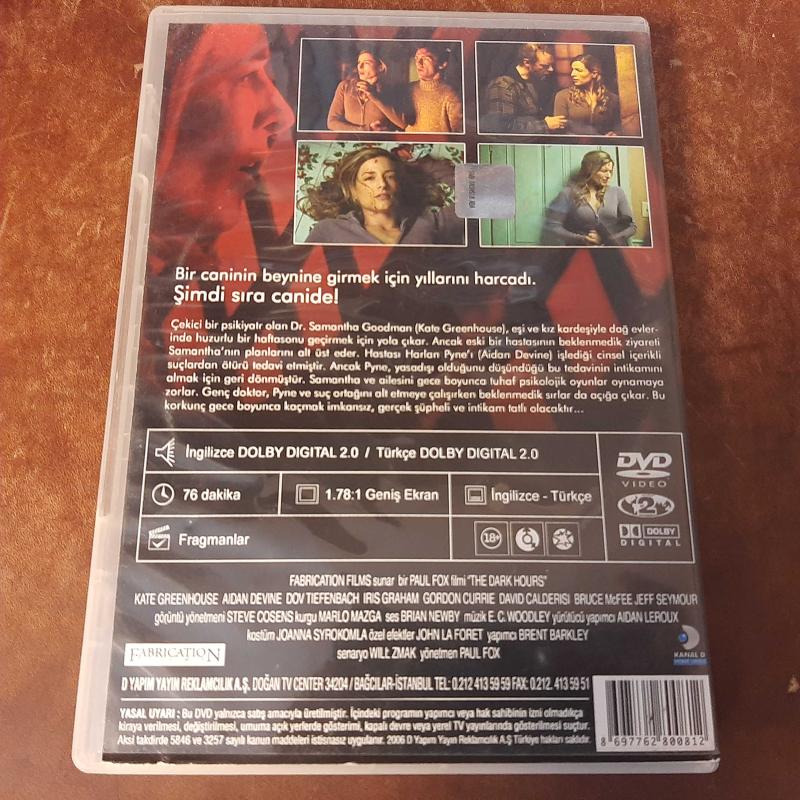 Bir caninin beynine girmek için yıllarını harcadı.
Şimdi sıra canide!
Çekici bir psikiyatr olan Dr. Samantha Goodman (Kate Greenhouse), eşi ve kız kardeşiyle dağ evler-
inde huzurlu bir haftasonu geçirmek için yola çıkar. Ancak eski bir hastasının beklenmedik ziyareti
Samantha'nın planlarını alt üst eder. Hastası Harlan Pyne'ı (Aidan Devine) işlediği cinsel içerikli
suçlardan ötürü tedavi etmiştir. Ancak Pyne, yasadışı olduğunu düşündüğü bu tedavinin intikamını
almak için geri dönmüştür. Samantha ve ailesini gece boyunca tuhaf psikolojik oyunlar oynamaya
zorlar. Genç doktor, Pyne ve suç ortağını alt etmeye çalışırken beklenmedik sırlar da açığa çıkar. Bu
korkunç gece boyunca kaçmak imkansız, gerçek şüpheli ve intikam tatlı olacaktır...
İngilizce DOLBY DIGITAL 2.0 / Türkçe DOLBY DIGITAL 2.0
DVD
VIDEO
76 dakika
1.78:1 Geniş Ekran
İngilizce - Türkçe
2
Fragmanlar
18+
DOLBY
DIGITAL
FABRICATION FILMS sunar bir PAUL FOX filmi "THE DARK HOURS"
KATE GREENHOUSE AIDAN DEVINE DOV TIEFENBACH IRIS GRAHAM GORDON CURRIE DAVID CALDERISI BRUCE McFEE JEFF SEYMOUR
görüntü yönetmeni STEVE COSENS kurgu MARLO MAZGA ses BRIAN NEWBY müzik E. C. WOODLEY yürütücü yapımcı AIDAN LEROUX
kostüm JOANNA SYROKOMLA özel efektler JOHN LA FORET yapımcı BRENT BARKLEY
senaryo WILL ZMAK yönetmen PAUL FOX
FABRICATION
KANAL D
D YAPIM YAYIN REKLAMCILIK A.Ş. DOĞAN TV CENTER 34204 / BAĞCILAR-İSTANBUL TEL: 0.212 413 59 59 FAX: 0.212. 413 59 51
YASAL UYARI : Bu DVD yalnızca satış amacıyla üretilmiştir. İçindeki programın yapımcı veya hak sahibinin izni olmadıkça
kiraya verilmesi, değiştirilmesi, umuma açık yerlerde gösterimi, kapalı devre veya yerel TV yayınlarında gösterilmesi suçtur.
Aksi takdirde 5846 ve 3257 sayılı kanun maddeleri istisnasız uygulanır. 2006 D Yapım Yayın Reklamcılık A.Ş Türkiye hakları saklıdır.
8 697762 800812